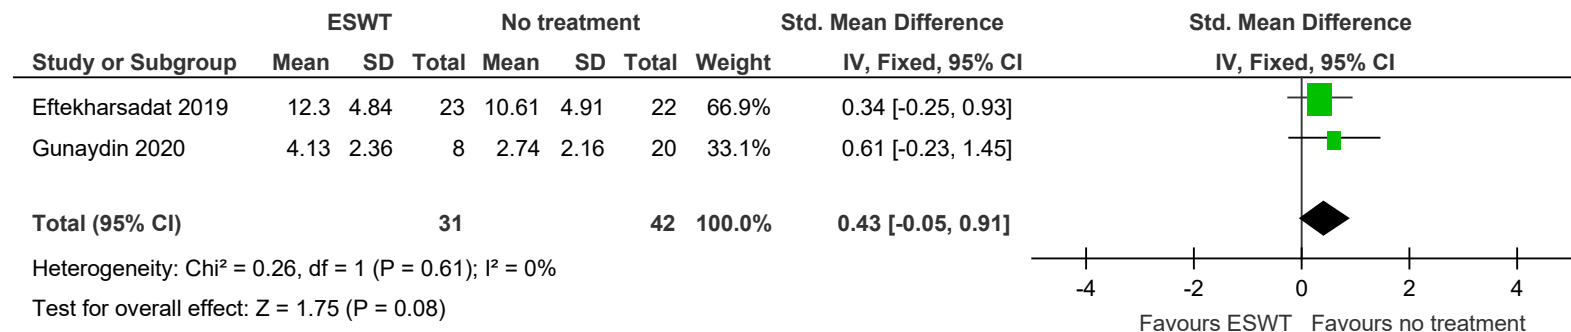 ESWT No treatment Std. Mean Difference Std. Mean Difference
Study or Subgroup Mean SD Total Mean SD Total Weight IV, Fixed, 95% CI IV, Fixed, 95% CI
Eftekharsadat 2019 12.3 4.84 23 10.61 4.91 22 66.9% 0.34 [-0.25, 0.93]
Gunaydin 2020 4.13 2.36 8 2.74 2.16 20 33.1% 0.61 [-0.23, 1.45]
Total (95% CI) 31 42 100.0% 0.43 [-0.05, 0.91]
Heterogeneity: Chi² = 0.26, df = 1 (P = 0.61); I² = 0%
Test for overall effect: Z = 1.75 (P = 0.08)
-4 -2 0 2 4
Favours ESWT Favours no treatment